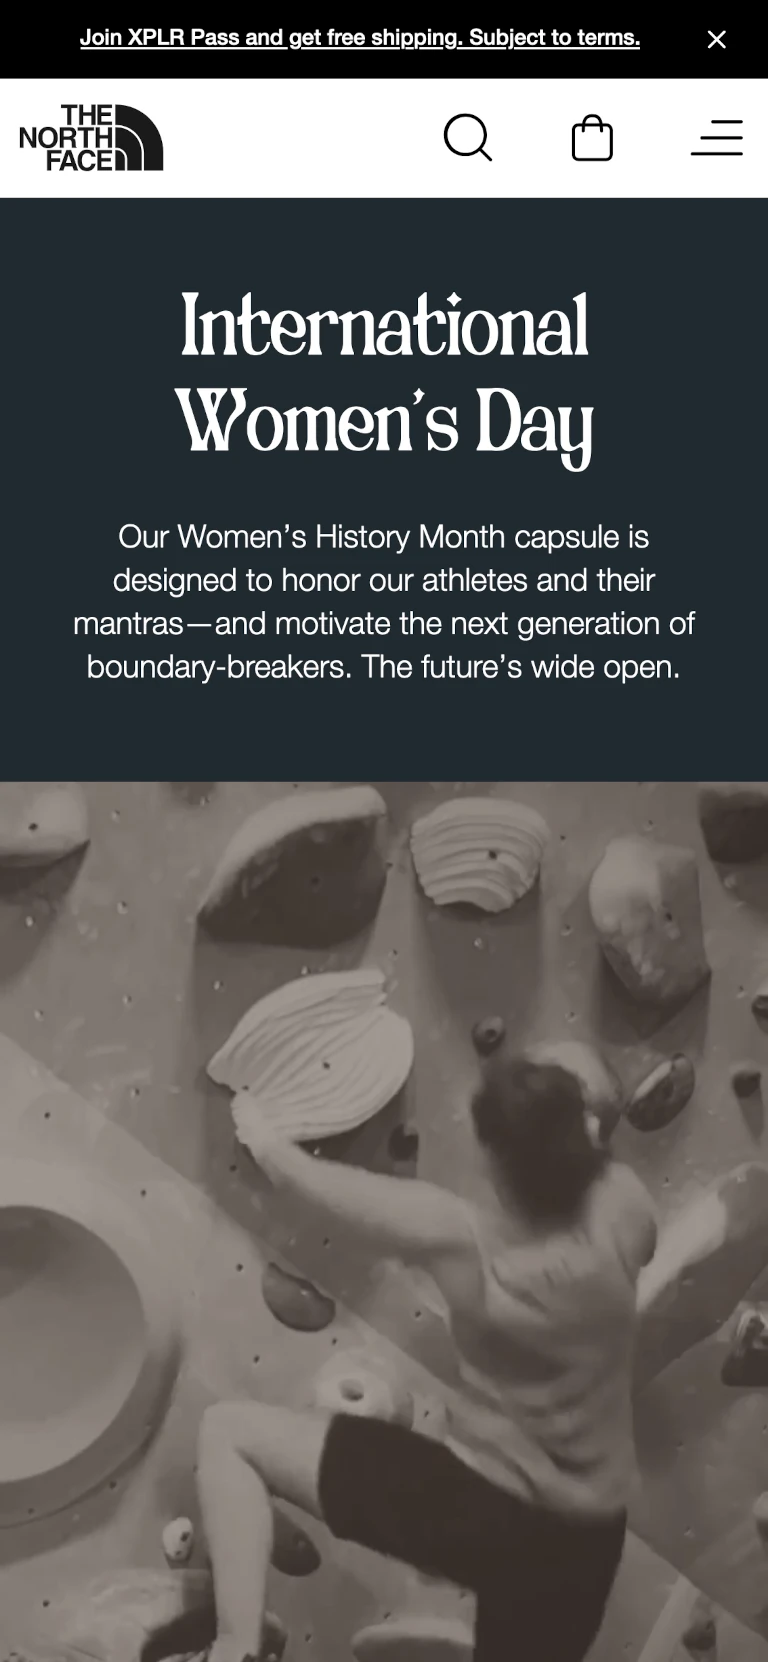 Join XPLR Pass and get free shipping. Subject to terms.
THE
NORTH
FACE
International
Women’s Day
Our Women’s History Month capsule is
designed to honor our athletes and their
mantras—and motivate the next generation of
boundary-breakers. The future’s wide open.